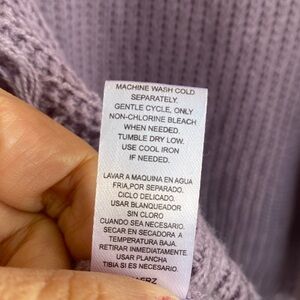 MACHINE WASH COLD
SEPARATELY.
GENTLE CYCLE, ONLY
NON-CHLORINE BLEACH
WHEN NEEDED.
TUMBLE DRY LOW.
USE COOL IRON
IF NEEDED.
LAVAR A MAQUINA EN AGUA
FRIA,POR SEPARADO.
CICLO DELICADO.
USAR BLANQUEADOR
SIN CLORO
CUANDO SEA NECESARIO.
SECAR EN SECADORA A
TEMPERATURA BAJA.
RETIRAR INMEDIATAMENTE.
USAR PLANCHA
TIBIA SI ES NECESARIO.